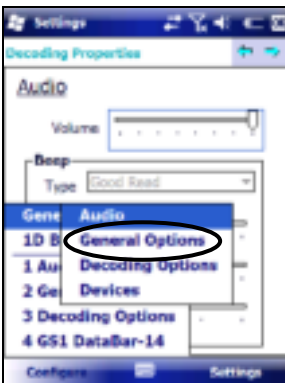 Settings
Decoding Properties
Audio
Volume
Beep
Type Good Read
Gene Audio
1D B General Options
1 Au Decoding Options
2 Ge Devices
3 Decoding Options
4 GS1 DataBar-14
Configure Settings